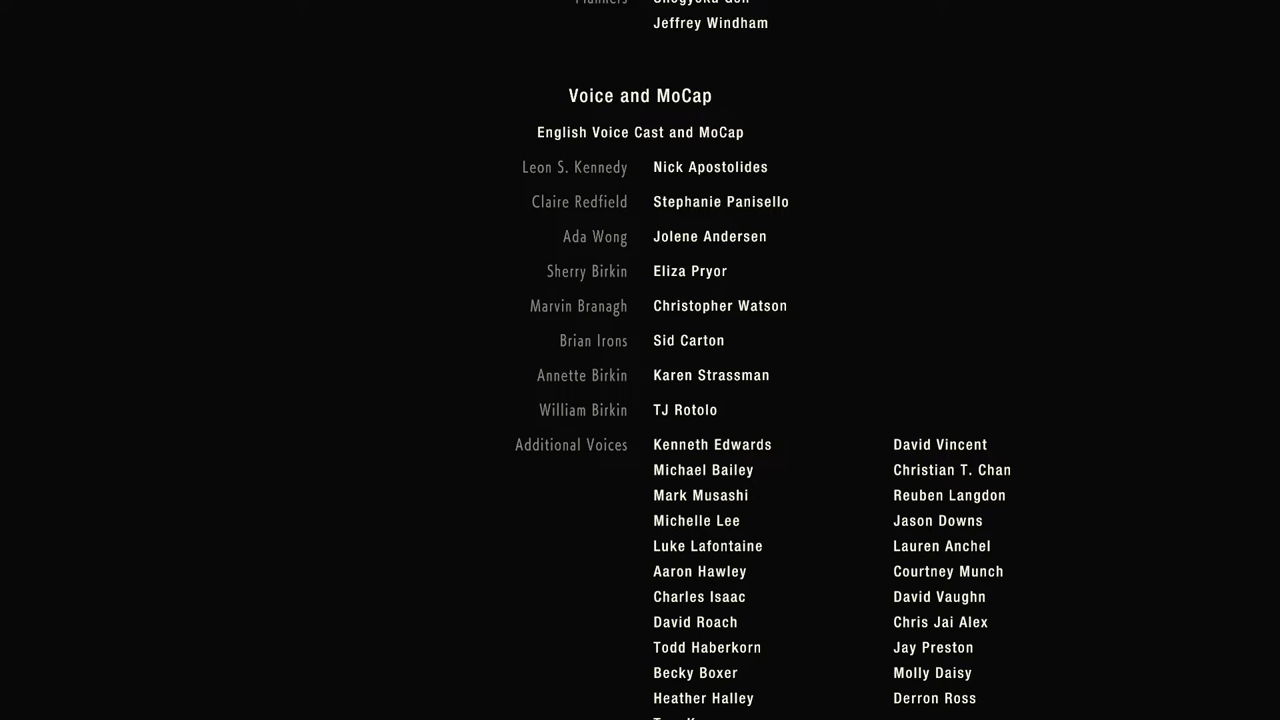 Jeffrey Windham
Voice and MoCap
English Voice Cast and MoCap
Leon S. Kennedy Nick Apostolides
Claire Redfield Stephanie Panisello
Ada Wong Jolene Andersen
Sherry Birkin Eliza Pryor
Marvin Branagh Christopher Watson
Brian Irons Sid Carton
Annette Birkin Karen Strassman
William Birkin TJ Rotolo
Additional Voices Kenneth Edwards David Vincent
Michael Bailey Christian T. Chan
Mark Musashi Reuben Langdon
Michelle Lee Jason Downs
Luke Lafontaine Lauren Anchel
Aaron Hawley Courtney Munch
Charles Isaac David Vaughn
David Roach Chris Jai Alex
Todd Haberkorn Jay Preston
Becky Boxer Molly Daisy
Heather Halley Derron Ross